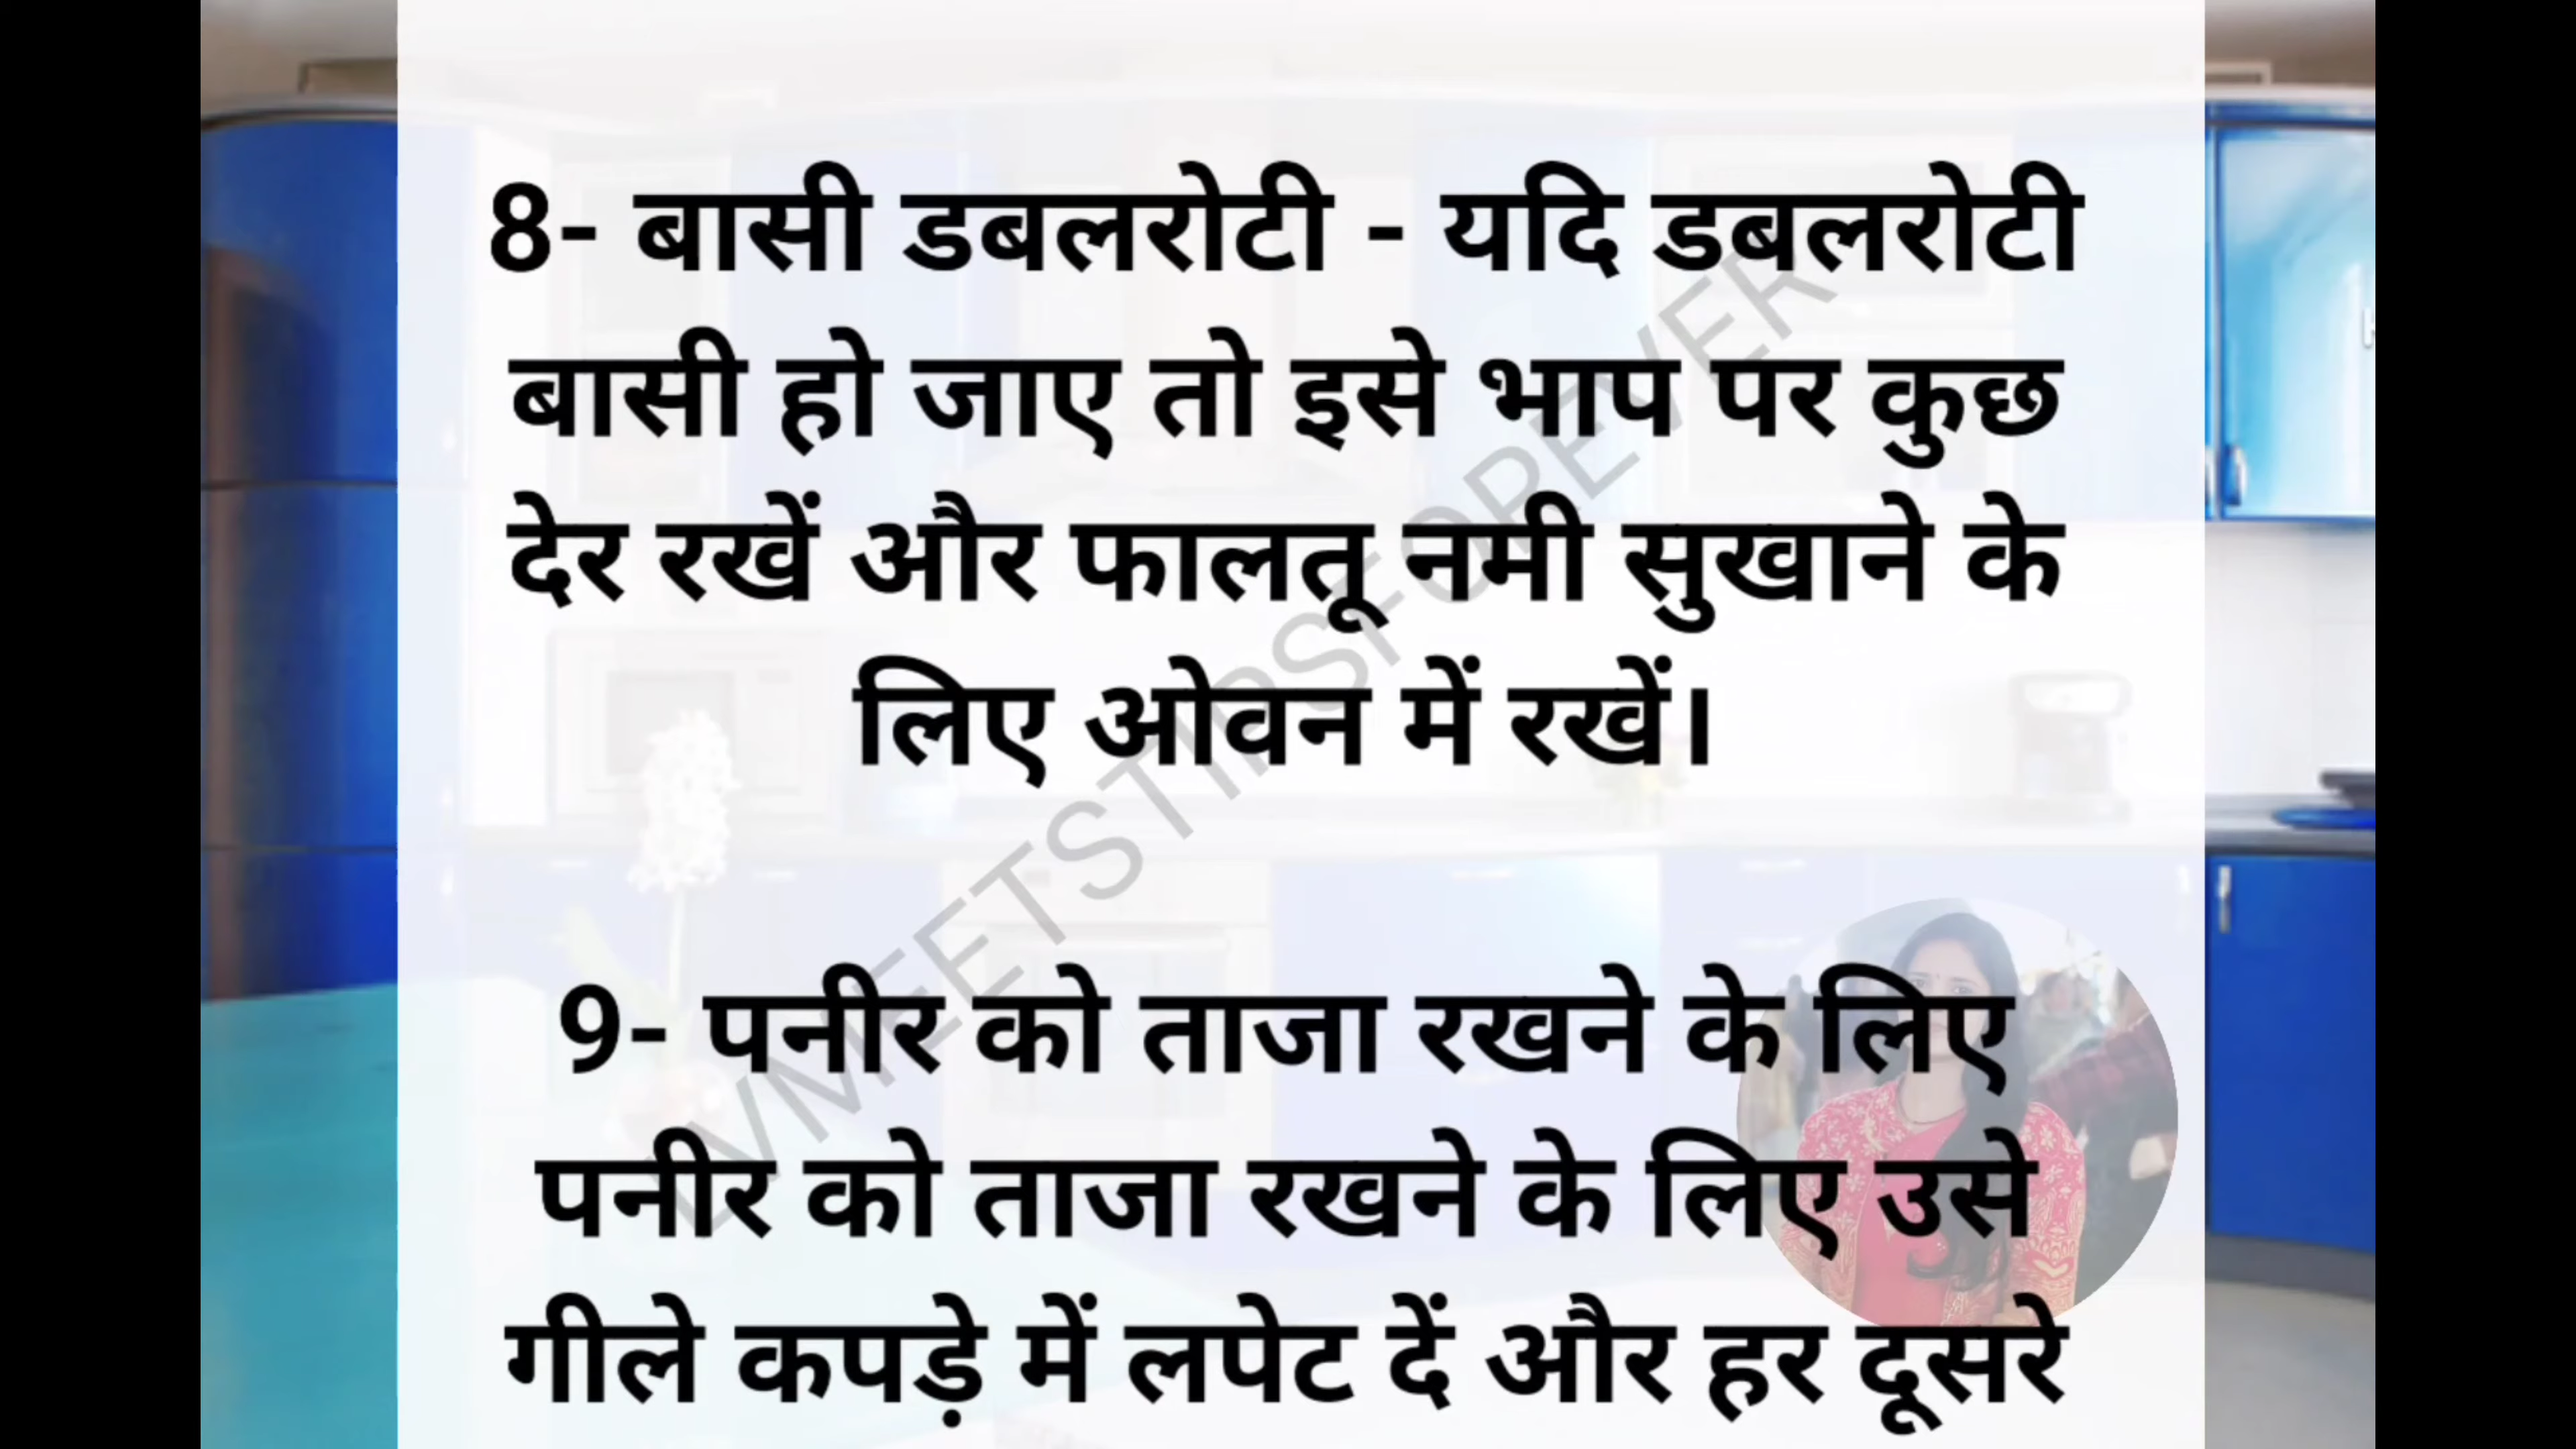 8- बासी डबलरोटी - यदि डबलरोटी
बासी हो जाए तो इसे भाप पर कुछ
देर रखें और फालतू नमी सुखाने के
लिए ओवन में रखें।
9- पनीर को ताजा रखने के लिए
पनीर को ताजा रखने के लिए उसे
गीले कपड़े में लपेट दें और हर दूसरे